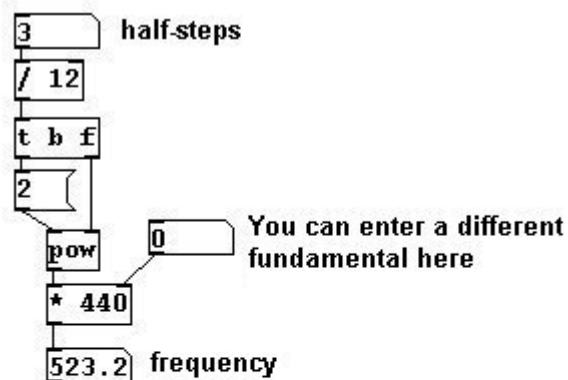 3 half-steps
/ 12
t b f
2
0 You can enter a different
pow fundamental here
* 440
523.2 frequency